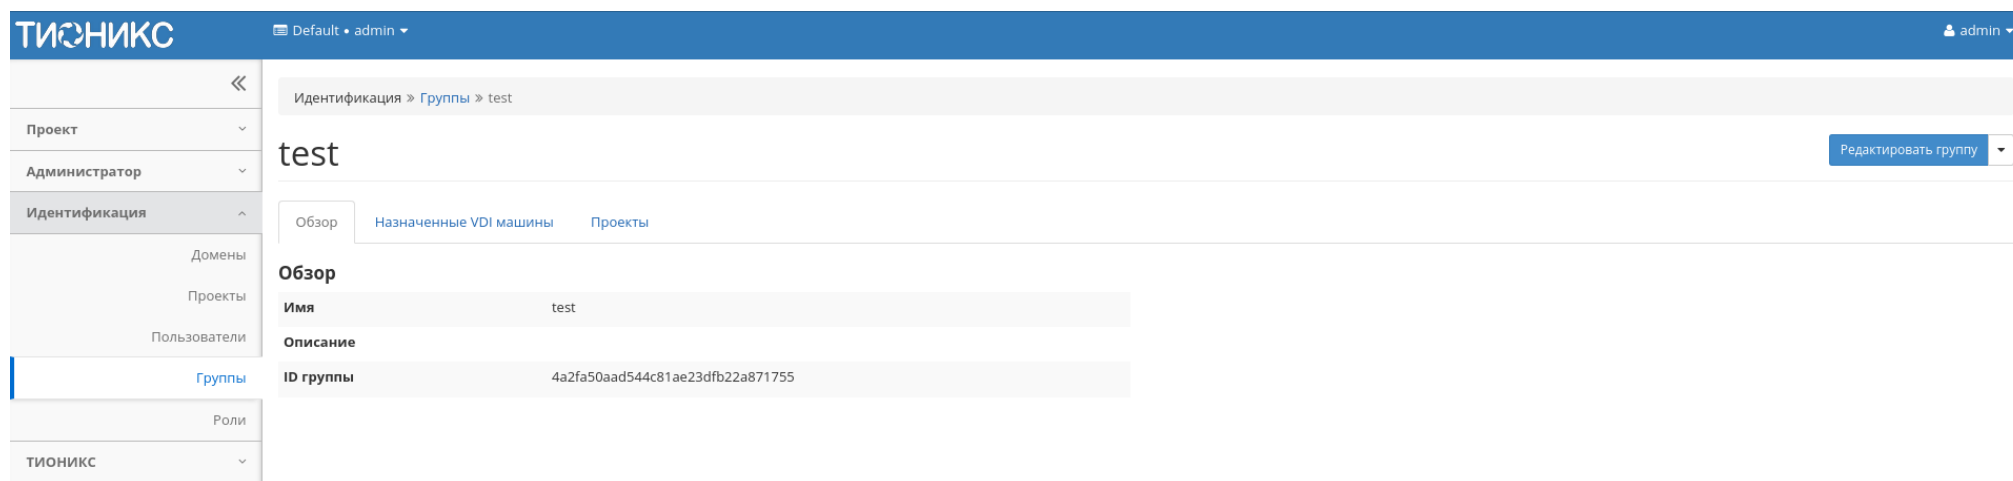 ТИОНИКС
Default • admin
admin
Проект
Администратор
Идентификация
Домены
Проекты
Пользователи
Группы
Роли
ТИОНИКС
Идентификация » Группы » test
test
Редактировать группу
Обзор Назначенные VDI машины Проекты
Обзор
Имя test
Описание
ID группы 4a2fa50aad544c81ae23dfb22a871755